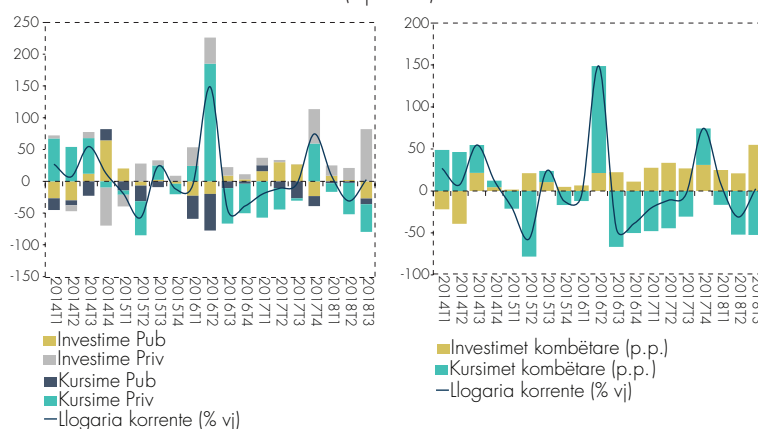 250
200
150
100
50
0
-50
-100
-150
2014T1
2014T2
2014T3
2014T4
2015T1
2015T2
2015T3
2015T4
2016T1
2016T2
2016T3
2016T4
2017T1
2017T2
2017T3
2017T4
2018T1
2018T2
2018T3
Investime Pub
Investime Priv
Kursime Pub
Kursime Priv
Llogaria korrente (% vj)
200
150
100
50
0
-50
-100
2014T1
2014T2
2014T3
2014T4
2015T1
2015T2
2015T3
2015T4
2016T1
2016T2
2016T3
2016T4
2017T1
2017T2
2017T3
2017T4
2018T1
2018T2
2018T3
Investimet kombëtare (p.p.)
Kursimet kombëtare (p.p.)
Llogaria korrente (% vj)